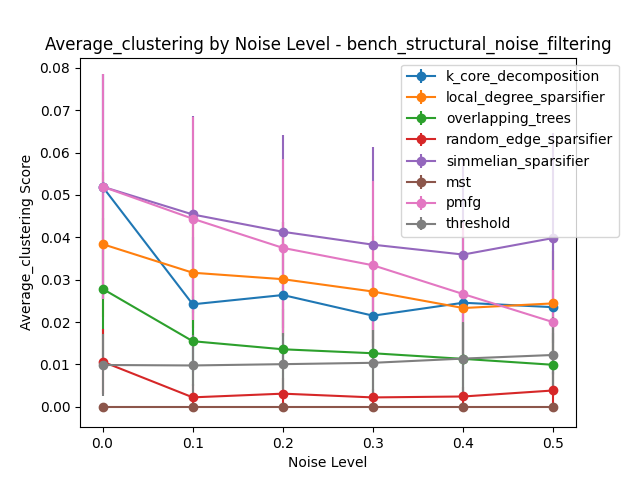 Average_clustering by Noise Level - bench_structural_noise_filtering
Average_clustering Score
0.08
0.07
0.06
0.05
0.04
0.03
0.02
0.01
0.00
k_core_decomposition
local_degree_sparsifier
overlapping_trees
random_edge_sparsifier
simmelian_sparsifier
mst
pmfg
threshold
0.0 0.1 0.2 0.3 0.4 0.5
Noise Level